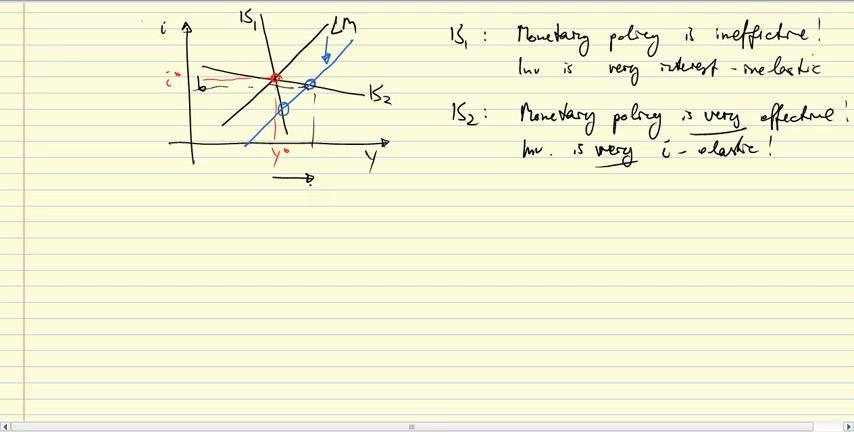 i
IS₁
LM
i°
IS₂
Y°
Y
IS₁ : Monetary policy is ineffective!
Inv is very interest-inelastic
IS₂ : Monetary policy is very effective!
Inv. is very i-elastic!